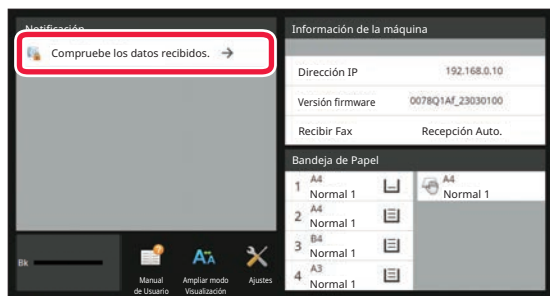 Notificación
Compruebe los datos recibidos.
Bk
Manual
de Usuario
Ampliar modo
Visualización
Ajustes
Información de la máquina
Dirección IP 192.168.0.10
Versión firmware 0078Q1Af_23030100
Recibir Fax Recepción Auto.
Bandeja de Papel
1 A4
Normal 1
2 A4
Normal 1
3 B4
Normal 1
4 A3
Normal 1
A4
Normal 1